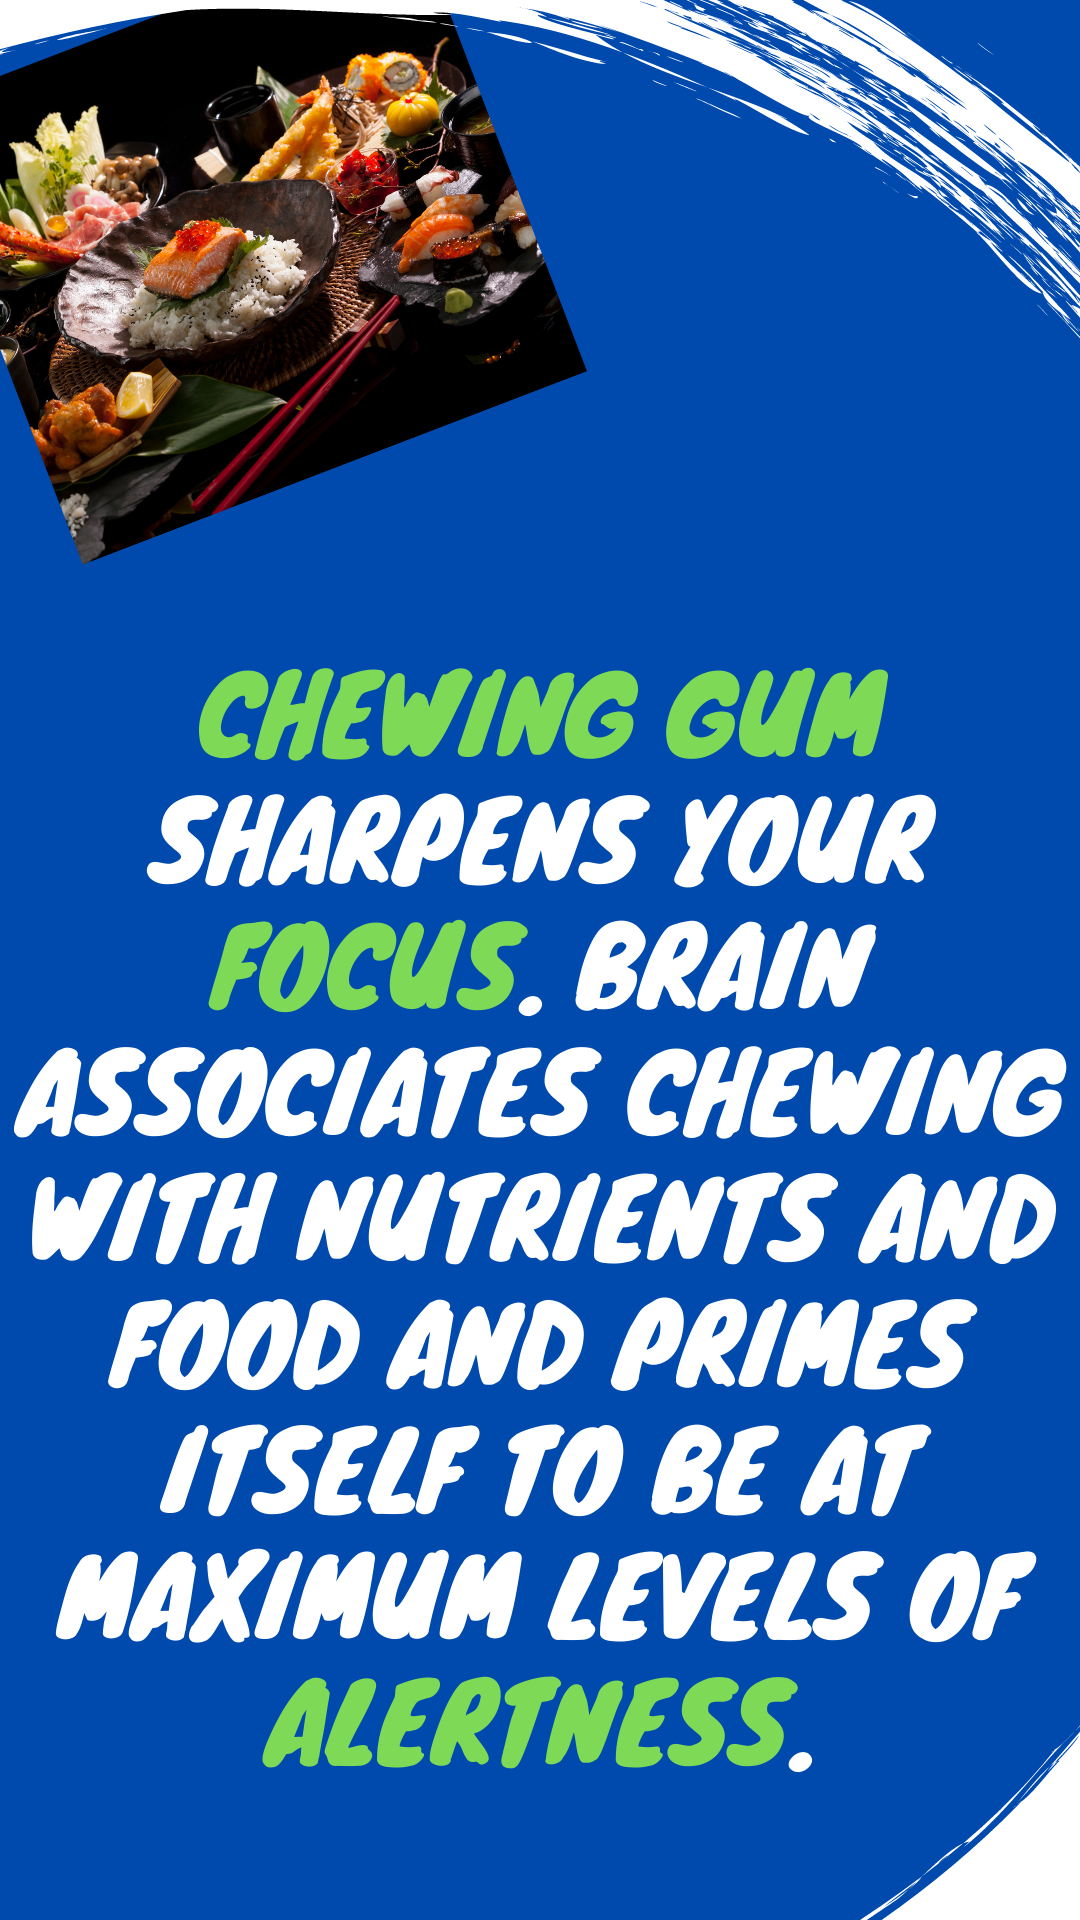 CHEWING GUM
SHARPENS YOUR
FOCUS. BRAIN
ASSOCIATES CHEWING
WITH NUTRIENTS AND
FOOD AND PRIMES
ITSELF TO BE AT
MAXIMUM LEVELS OF
ALERTNESS.